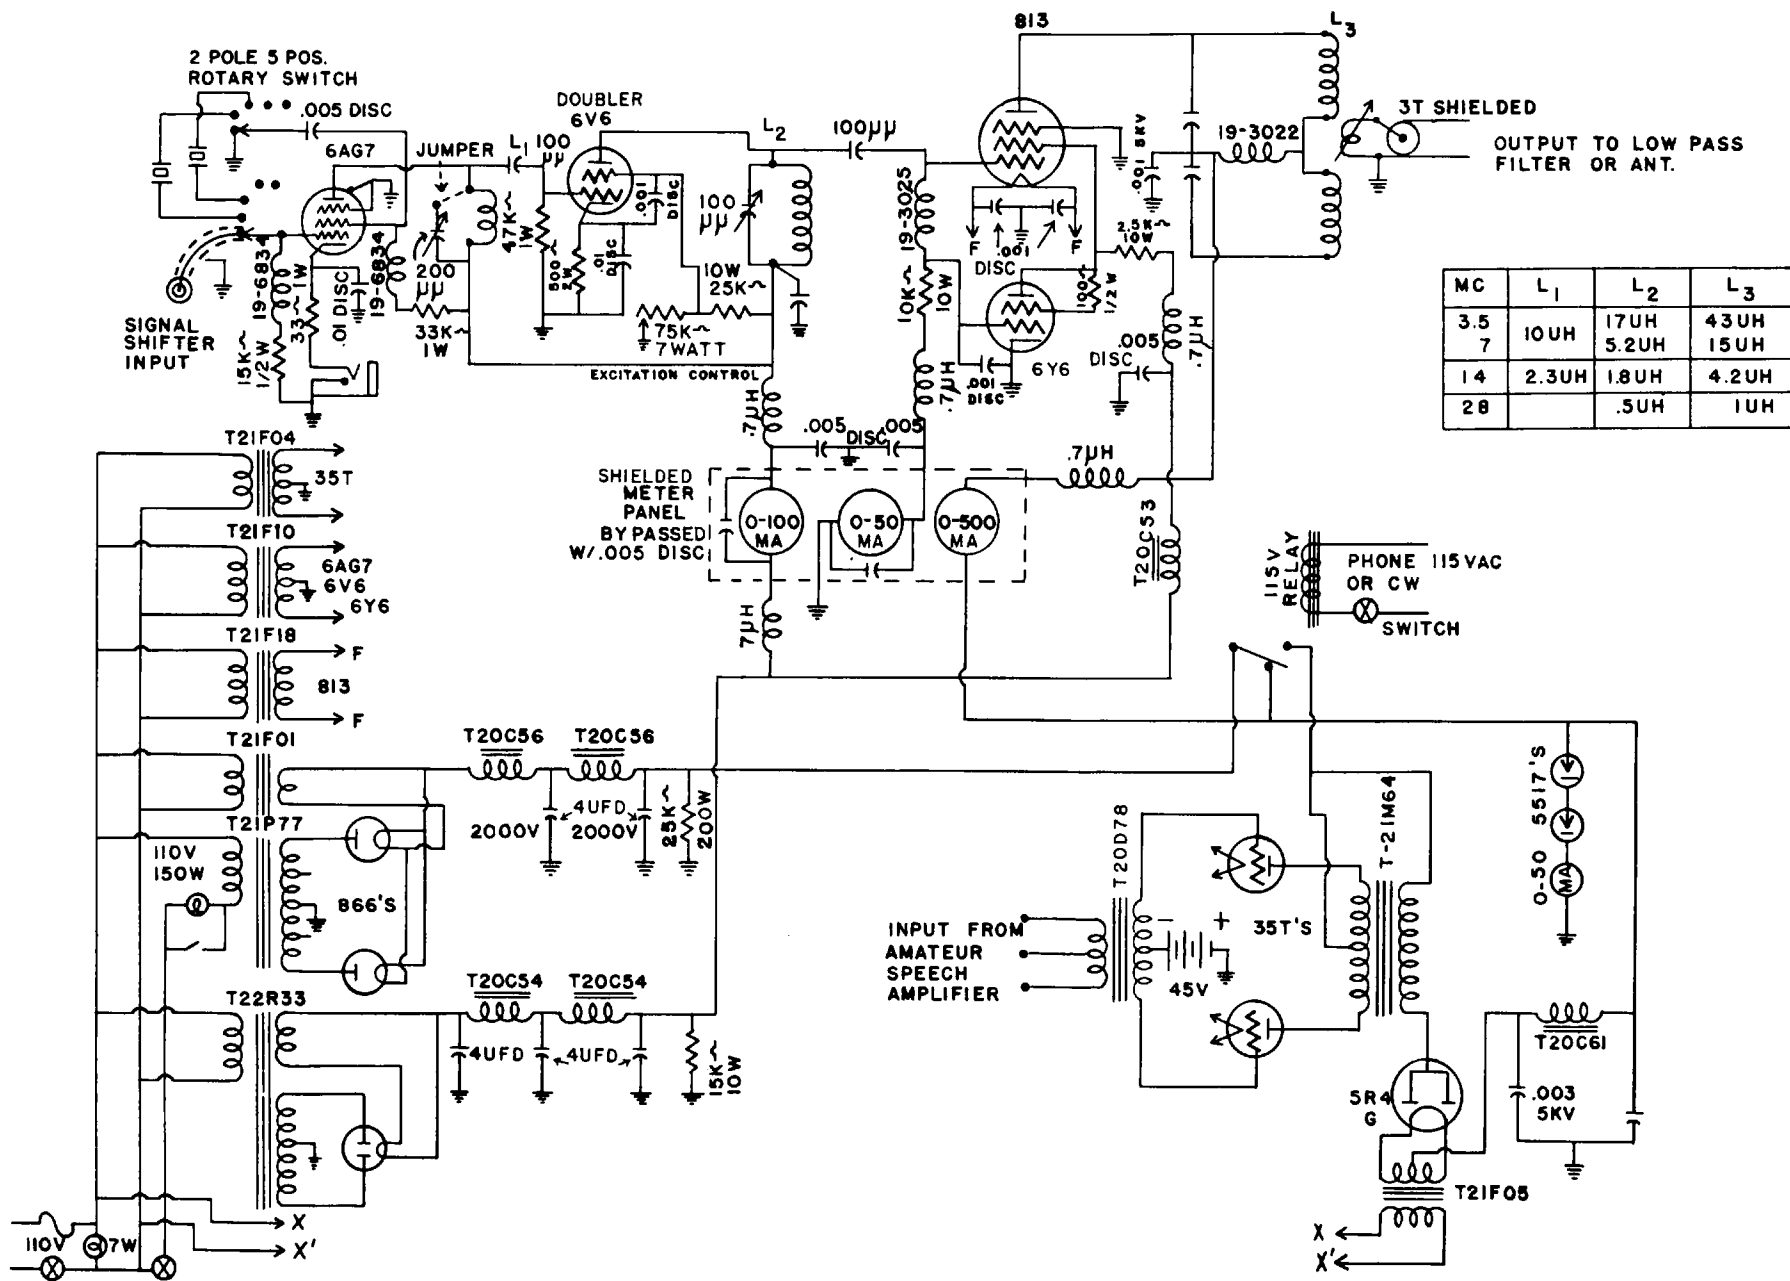 2 POLE 5 POS.
ROTARY SWITCH
.005 DISC
6AG7
JUMPER
L1
100
μμ
DOUBLER
6V6
.001
DISC
L2
100μμ
813
L3
3T SHIELDED
19-3022
OUTPUT TO LOW PASS
FILTER OR ANT.
.001 5KV
100
μμ
19-3025
F
.001
DISC
F
2.5K~
10W
47K~
1W
500~
2W
.01
DISC
200
μμ
33K~
1W
19-6834
19-6834
33~ 1W
.01 DISC
15K~
1/2W
SIGNAL
SHIFTER
INPUT
75K~
7WATT
10W
25K~
EXCITATION CONTROL
10K~
10W
100~
1/2W
.7μH
.001
DISC
6Y6
.005
DISC
.7μH
MC L1 L2 L3
3.5 10UH 17UH 43UH
7 5.2UH 15UH
14 2.3UH 1.8UH 4.2UH
28 .5UH 1UH
.7μH
.005 DISC .005
SHIELDED
METER
PANEL
BYPASSED
W/.005 DISC
0-100
MA
0-50
MA
0-500
MA
.7μH
T20C53
7μH
115V
RELAY
PHONE 115VAC
OR CW
SWITCH
T21F04
35T
T21F10
6AG7
6V6
6Y6
T21F18
F
813
F
T21F01
T20C56 T20C56
4UFD
2000V 2000V
25K~
200W
T21P77
110V
150W
866'S
T22R33
T20C54 T20C54
4UFD 4UFD
15K~
10W
INPUT FROM
AMATEUR
SPEECH
AMPLIFIER
T20D78
- +
45V
35T'S
T-21M64
0-50 5517'S
MA
T20C61
.003
5KV
5R4
G
T21F05
X
X'
X
X'
110V
7W